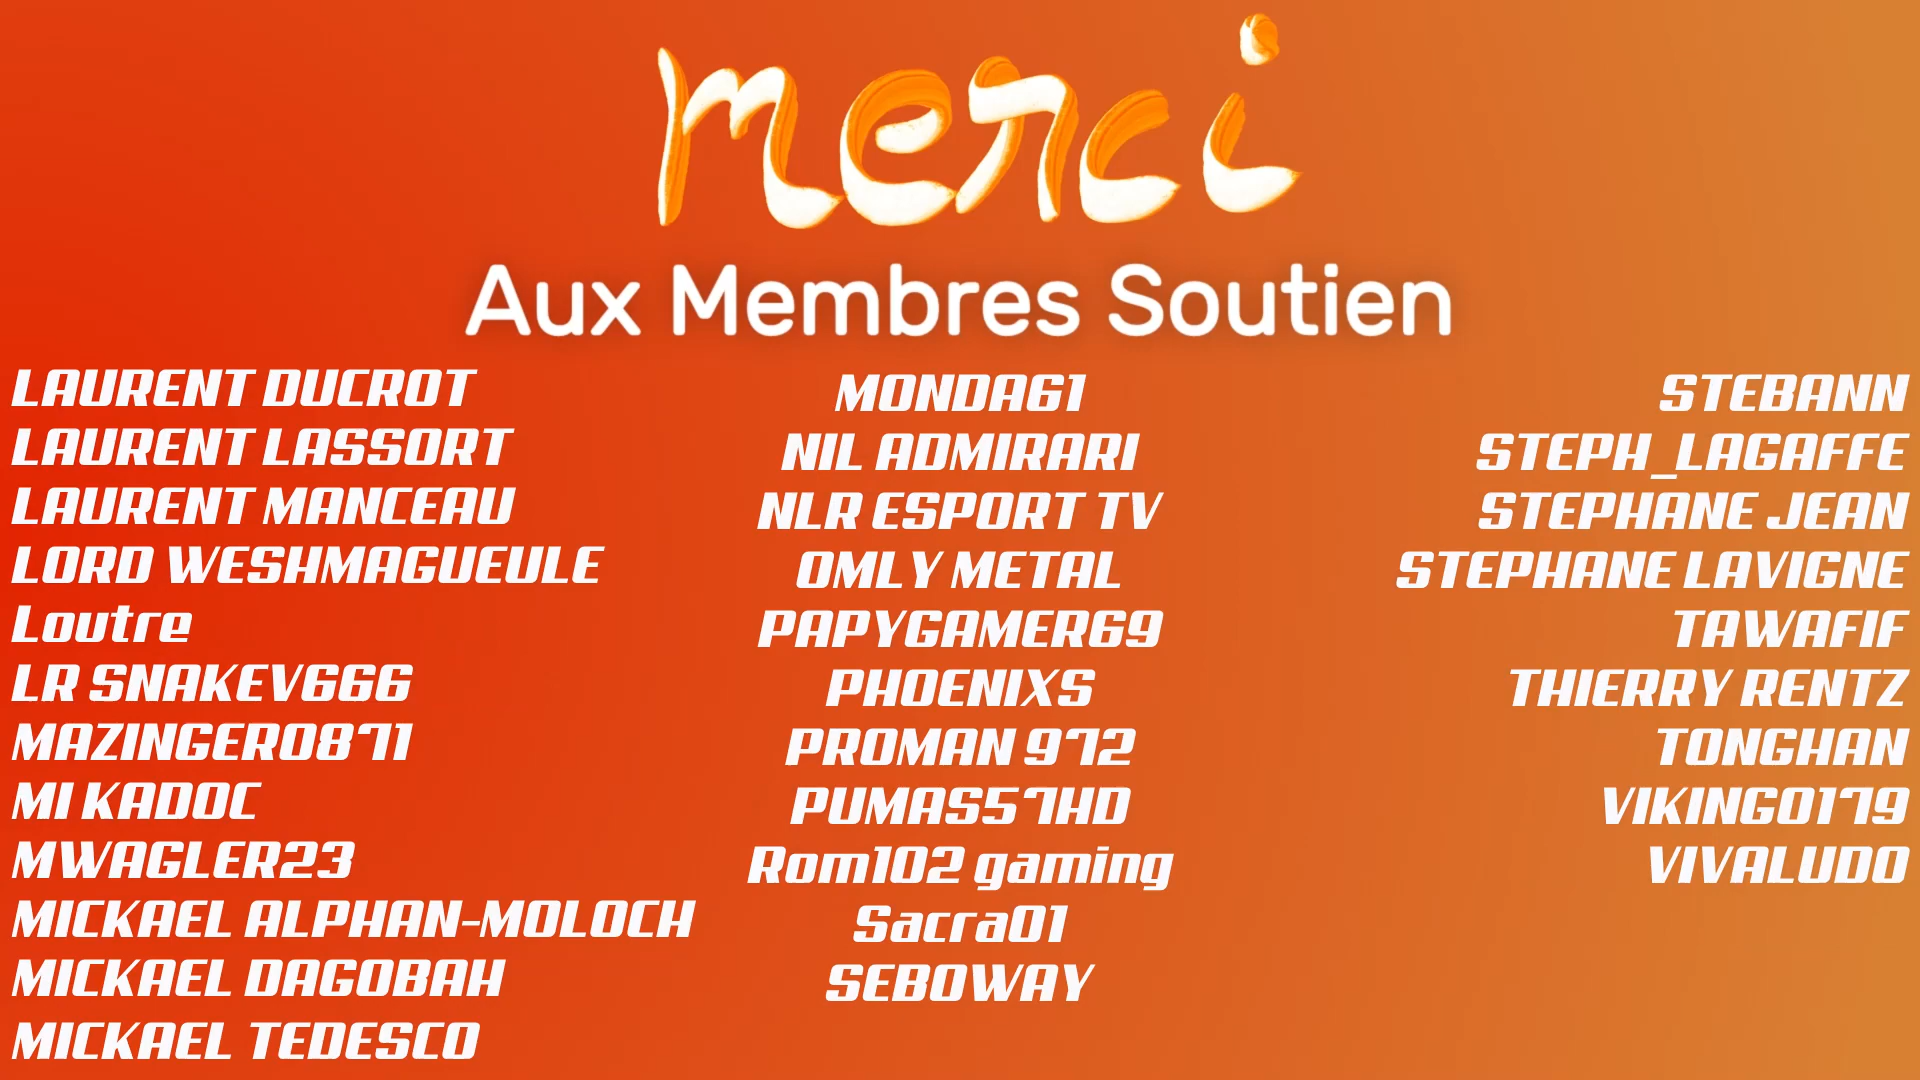 merci
Aux Membres Soutien
LAURENT DUCROT
LAURENT LASSORT
LAURENT MANCEAU
LORD WESHMAGUEULE
Loutre
LR SNAKEV666
MAZINGER0871
MI KADOC
MWAGLER23
MICKAEL ALPHAN-MOLOCH
MICKAEL DAGOBAH
MICKAEL TEDESCO
MONDA61
NIL ADMIRARI
NLR ESPORT TV
OMLY METAL
PAPYGAMER69
PHOENIXS
PROMAN 972
PUMAS57HD
Rom102 gaming
Sacra01
SEBOWAY
STEBANN
STEPH_LAGAFFE
STEPHANE JEAN
STEPHANE LAVIGNE
TAWAFIF
THIERRY RENTZ
TONGHAN
VIKING0179
VIVALUDO